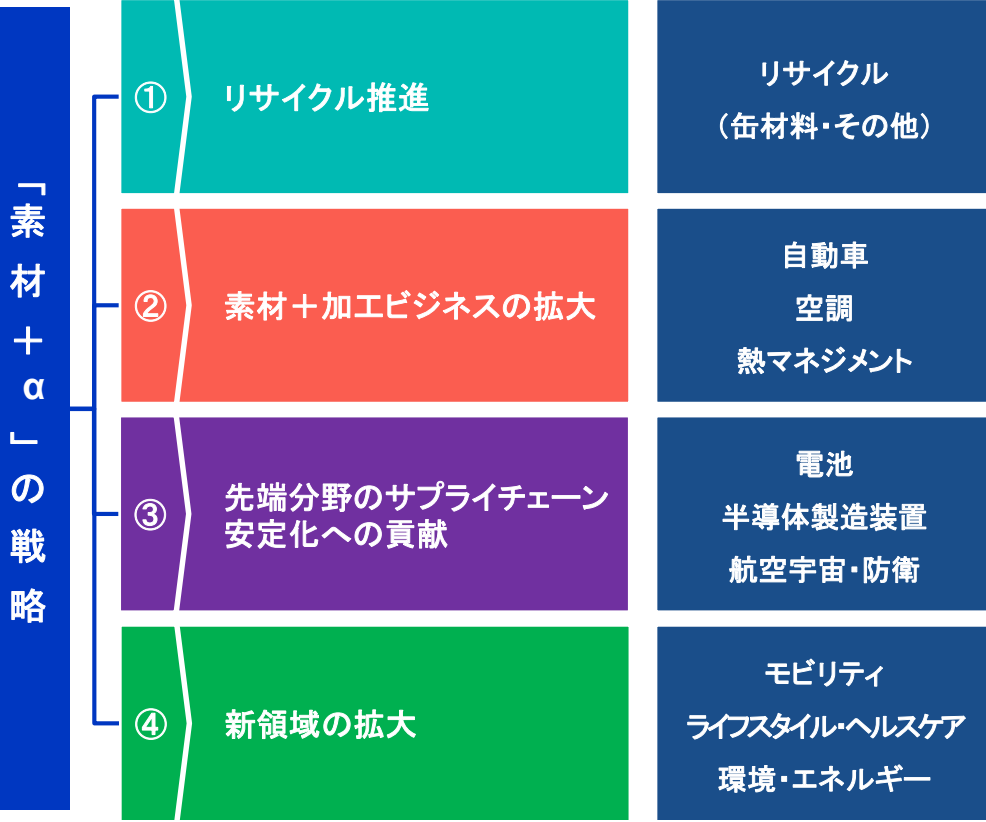 「素材＋α」の戦略
①
リサイクル推進
リサイクル
（缶材料・その他）
②
素材＋加工ビジネスの拡大
自動車
空調
熱マネジメント
③
先端分野のサプライチェーン
安定化への貢献
電池
半導体製造装置
航空宇宙・防衛
④
新領域の拡大
モビリティ
ライフスタイル・ヘルスケア
環境・エネルギー